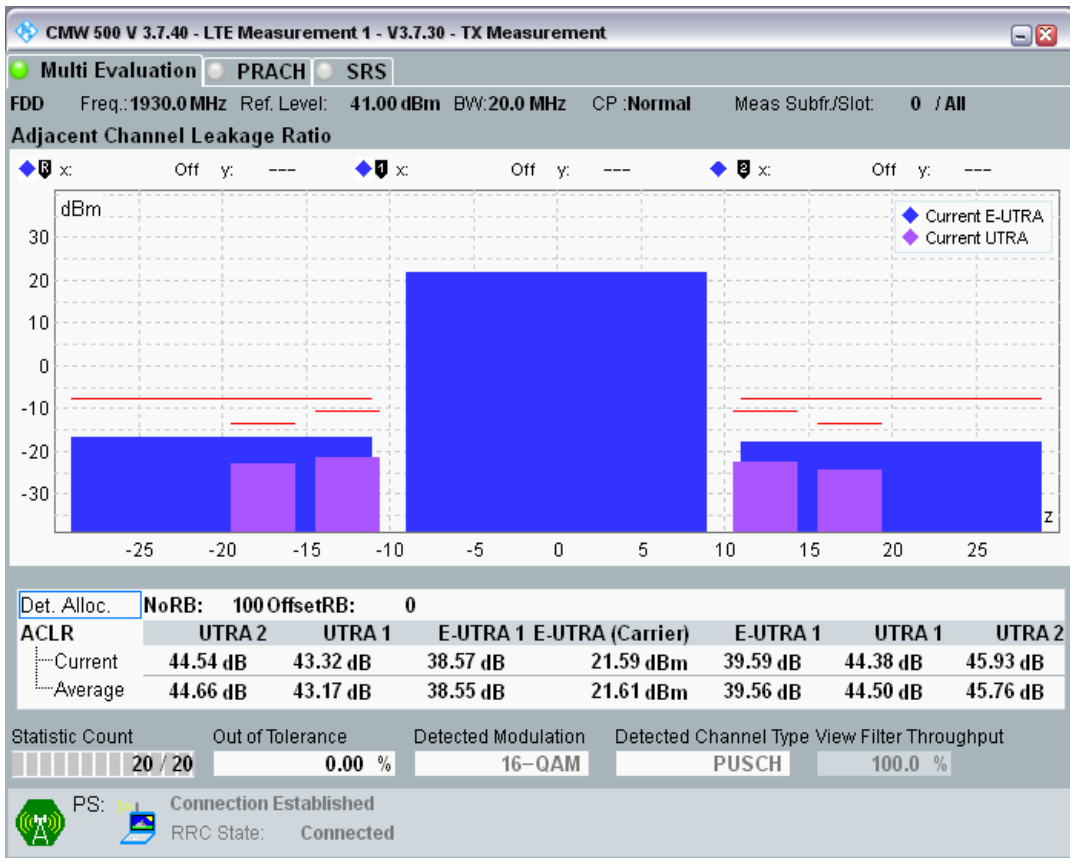 CMW 500 V 3.7.40 - LTE Measurement 1 - V3.7.30 - TX Measurement
Multi Evaluation PRACH SRS
FDD Freq.: 1930.0 MHz Ref. Level: 41.00 dBm BW: 20.0 MHz CP : Normal Meas Subfr./Slot: 0 / All
Adjacent Channel Leakage Ratio
R x: Off y: --- 1 x: Off y: --- 2 x: Off y: ---
dBm
Current E-UTRA
Current UTRA
30
20
10
0
-10
-20
-30
z
-25 -20 -15 -10 -5 0 5 10 15 20 25
Det. Alloc. NoRB: 100 OffsetRB: 0
ACLR UTRA 2 UTRA 1 E-UTRA 1 E-UTRA (Carrier) E-UTRA 1 UTRA 1 UTRA 2
Current 44.54 dB 43.32 dB 38.57 dB 21.59 dBm 39.59 dB 44.38 dB 45.93 dB
Average 44.66 dB 43.17 dB 38.55 dB 21.61 dBm 39.56 dB 44.50 dB 45.76 dB
Statistic Count Out of Tolerance Detected Modulation Detected Channel Type View Filter Throughput
20 / 20 0.00 % 16-QAM PUSCH 100.0 %
PS: Connection Established
RRC State: Connected